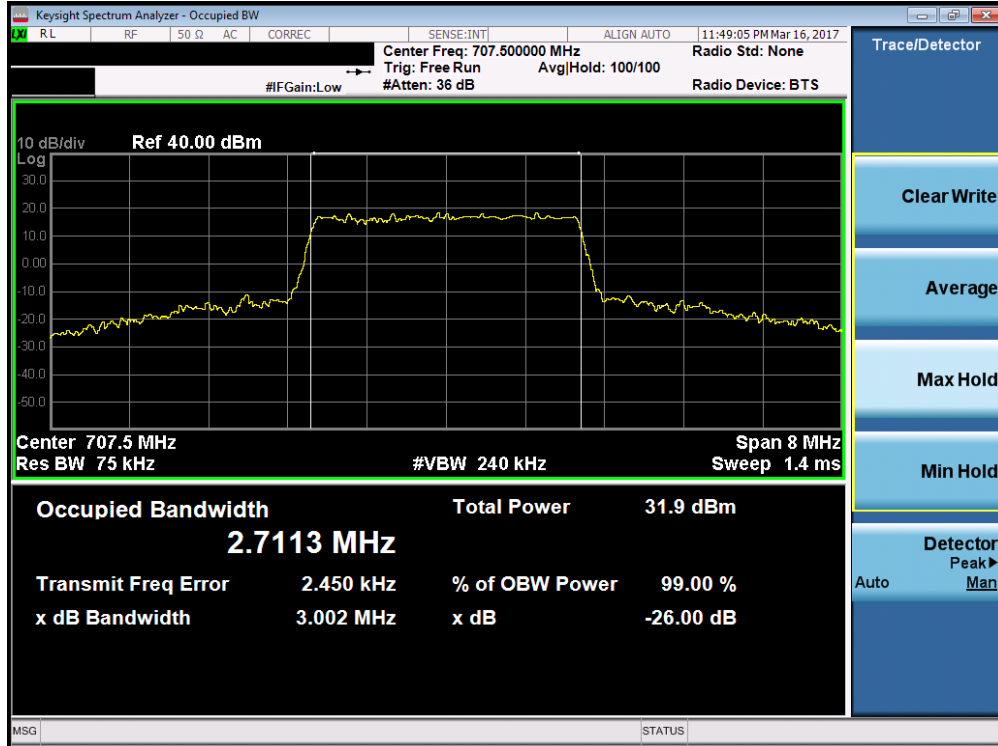 Keysight Spectrum Analyzer - Occupied BW
LXI RL RF 50 Ω AC CORREC SENSE:INT ALIGN AUTO 11:49:05 PM Mar 16, 2017
Center Freq: 707.500000 MHz Radio Std: None
Trig: Free Run Avg|Hold: 100/100
#IFGain:Low #Atten: 36 dB Radio Device: BTS
10 dB/div Ref 40.00 dBm
Log
30.0
20.0
10.0
0.00
-10.0
-20.0
-30.0
-40.0
-50.0
Center 707.5 MHz Span 8 MHz
Res BW 75 kHz #VBW 240 kHz Sweep 1.4 ms
Occupied Bandwidth Total Power 31.9 dBm
2.7113 MHz
Transmit Freq Error 2.450 kHz % of OBW Power 99.00 %
x dB Bandwidth 3.002 MHz x dB -26.00 dB
Trace/Detector
Clear Write
Average
Max Hold
Min Hold
Detector
Peak▶
Auto Man
MSG STATUS